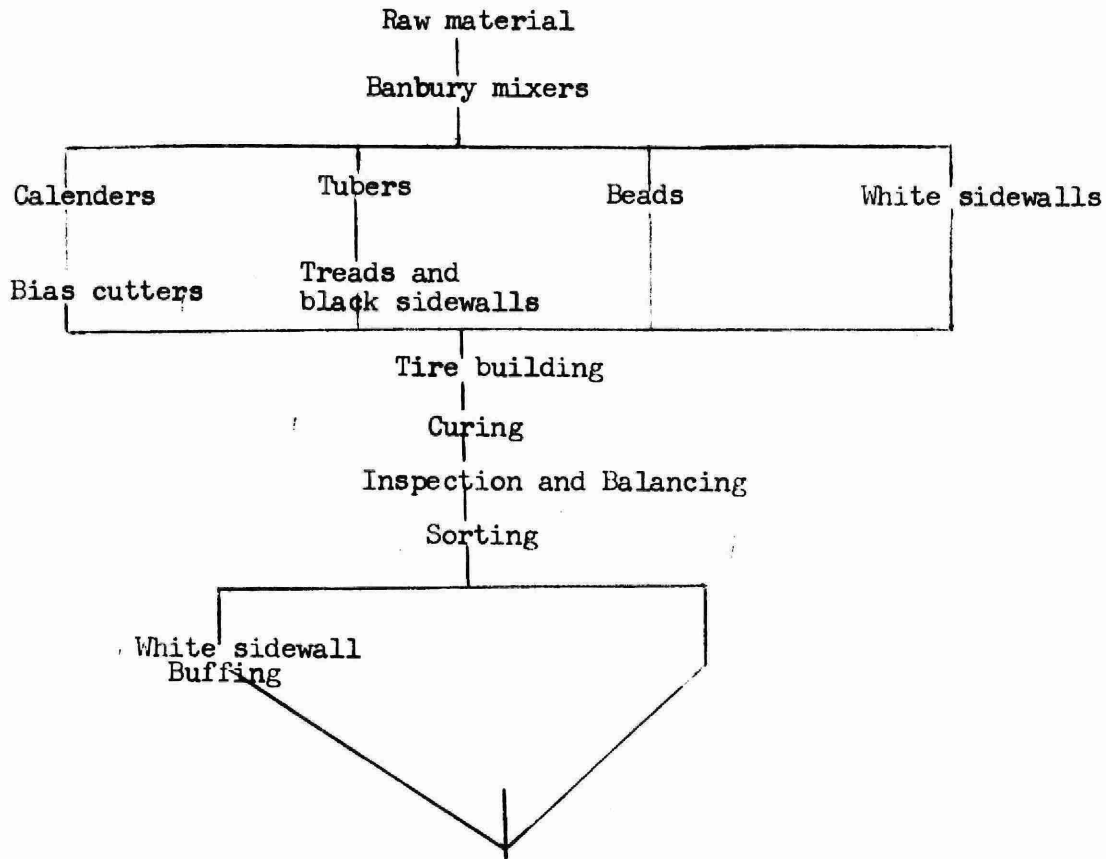 Raw material
Banbury mixers
Calenders
Tubers
Beads
White sidewalls
Bias cutters
Treads and
black sidewalls
Tire building
Curing
Inspection and Balancing
Sorting
White sidewall
Buffing